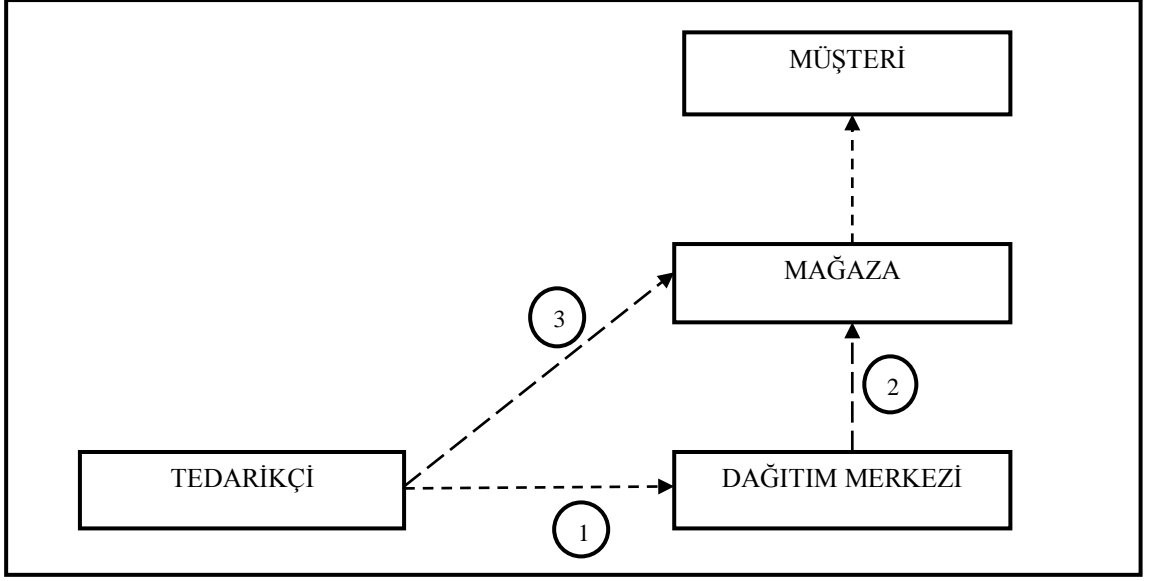 MÜŞTERİ
MAĞAZA
3
2
TEDARİKÇİ
DAĞITIM MERKEZİ
1